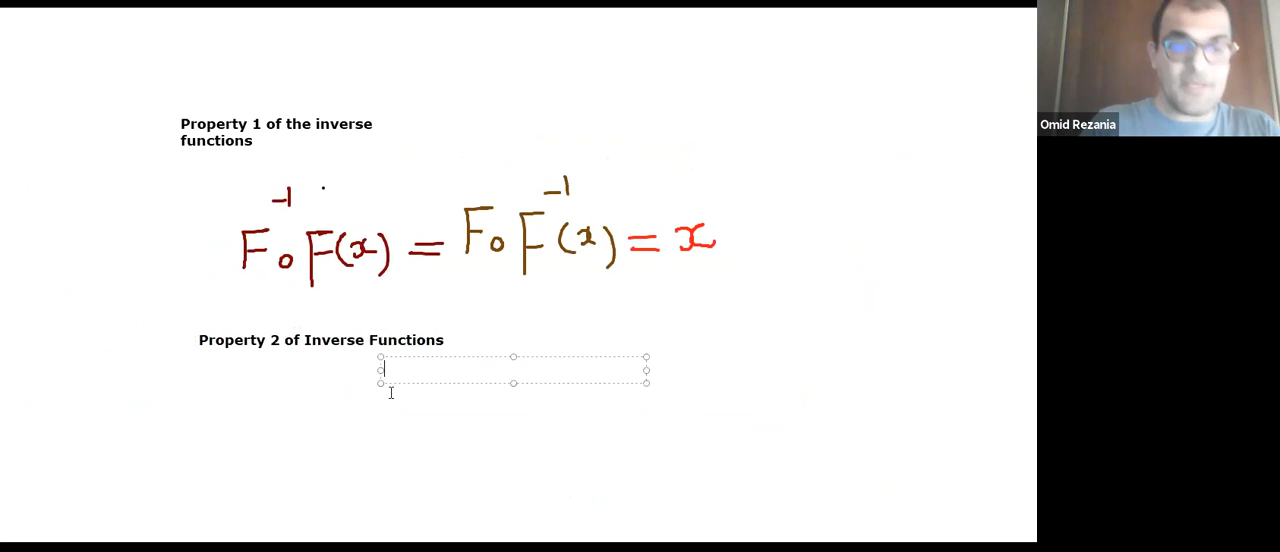 Property 1 of the inverse
functions
F⁻¹∘F(x) = F∘F⁻¹(x) = x
Property 2 of Inverse Functions
Omid Rezania